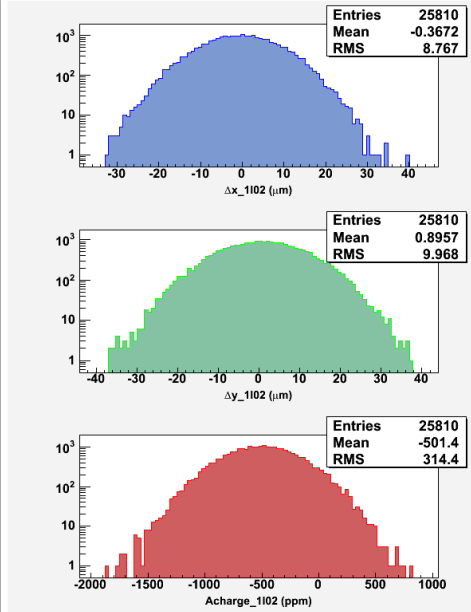 Entries 25810
Mean -0.3672
RMS 8.767
10³
10²
10
1
-30 -20 -10 0 10 20 30 40
Δx_1I02 (μm)
Entries 25810
Mean 0.8957
RMS 9.968
10³
10²
10
1
-40 -30 -20 -10 0 10 20 30 40
Δy_1I02 (μm)
Entries 25810
Mean -501.4
RMS 314.4
10³
10²
10
1
-2000 -1500 -1000 -500 0 500 1000
Acharge_1I02 (ppm)